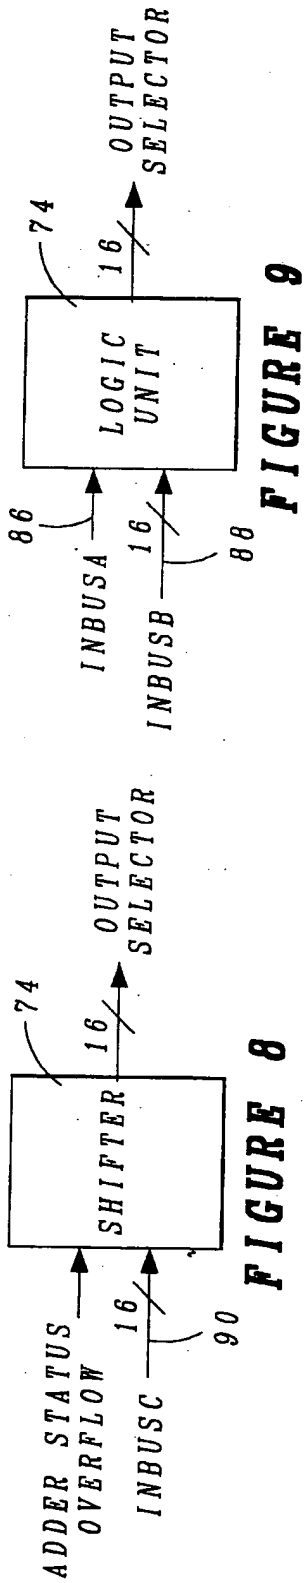 ADDER STATUS
OVERFLOW
INBUSC
16
90
SHIFTER
74
16
OUTPUT
SELECTOR
FIGURE 8
INBUSA
86
INBUSB
16
88
LOGIC
UNIT
74
16
OUTPUT
SELECTOR
FIGURE 9